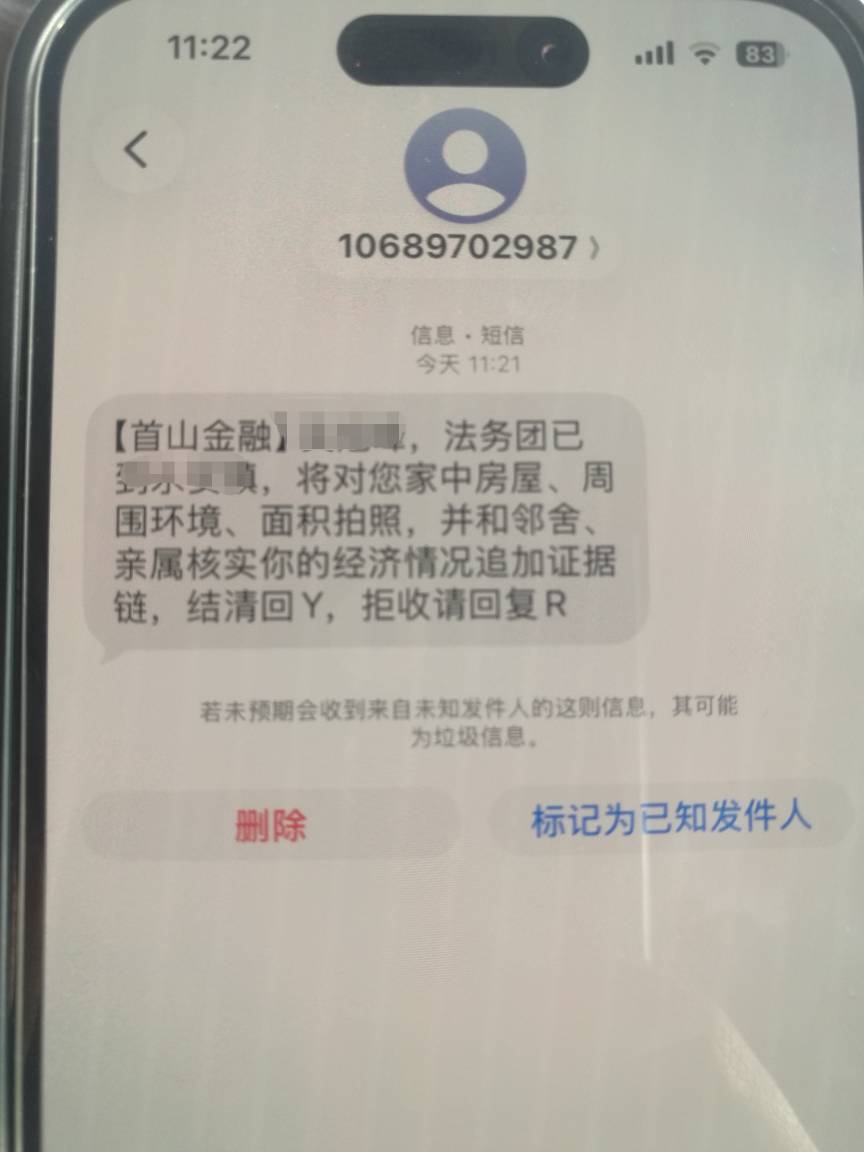 11:22
83
10689702987 〉
信息·短信
今天 11:21
【首山金融】，法务团已
到，将对您家中房屋、周
围环境、面积拍照，并和邻舍、
亲属核实你的经济情况追加证据
链，结清回Y，拒收请回复R
若未预期会收到来自未知发件人的这则信息，其可能
为垃圾信息。
删除
标记为已知发件人